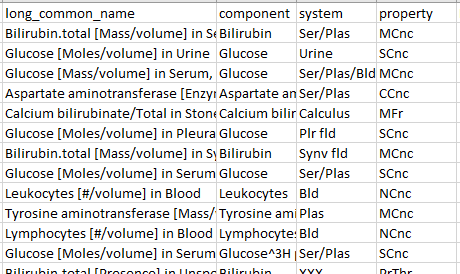 long_common_name component system property
Bilirubin.total [Mass/volume] in Se Bilirubin Ser/Plas MCnc
Glucose [Moles/volume] in Urine Glucose Urine SCnc
Glucose [Mass/volume] in Serum, Glucose Ser/Plas/Bld MCnc
Aspartate aminotransferase [Enzy Aspartate am Ser/Plas CCnc
Calcium bilirubinate/Total in Stone Calcium bilir Calculus MFr
Glucose [Moles/volume] in Pleura Glucose Plr fld SCnc
Bilirubin.total [Mass/volume] in Sy Bilirubin Synv fld MCnc
Glucose [Moles/volume] in Serum Glucose Ser/Plas SCnc
Leukocytes [#/volume] in Blood Leukocytes Bld NCnc
Tyrosine aminotransferase [Mass/ Tyrosine ami Plas MCnc
Lymphocytes [#/volume] in Blood Lymphocytes Bld NCnc
Glucose [Moles/volume] in Serum Glucose^3H Ser/Plas SCnc
Bilirubin.total [Presence] in Unspe Bilirubin XXX PrThr